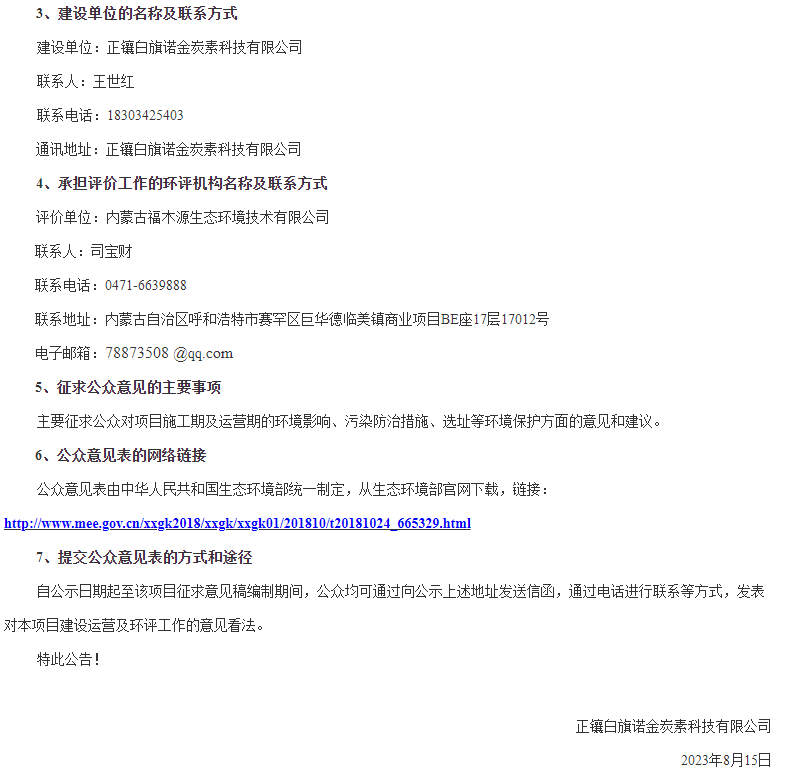 3、建设单位的名称及联系方式
建设单位：正镶白旗诺金炭素科技有限公司
联系人：王世红
联系电话：18303425403
通讯地址：正镶白旗诺金炭素科技有限公司
4、承担评价工作的环评机构名称及联系方式
评价单位：内蒙古福木源生态环境技术有限公司
联系人：司宝财
联系电话：0471-6639888
联系地址：内蒙古自治区呼和浩特市赛罕区巨华德临美镇商业项目BE座17层17012号
电子邮箱：78873508 @qq.com
5、征求公众意见的主要事项
主要征求公众对项目施工期及运营期的环境影响、污染防治措施、选址等环境保护方面的意见和建议。
6、公众意见表的网络链接
公众意见表由中华人民共和国生态环境部统一制定，从生态环境部官网下载，链接：
http://www.mee.gov.cn/xxgk2018/xxgk/xxgk01/201810/t20181024_665329.html
7、提交公众意见表的方式和途径
自公示日期起至该项目征求意见稿编制期间，公众均可通过向公示上述地址发送信函，通过电话进行联系等方式，发表
对本项目建设运营及环评工作的意见看法。
特此公告！
正镶白旗诺金炭素科技有限公司
2023年8月15日